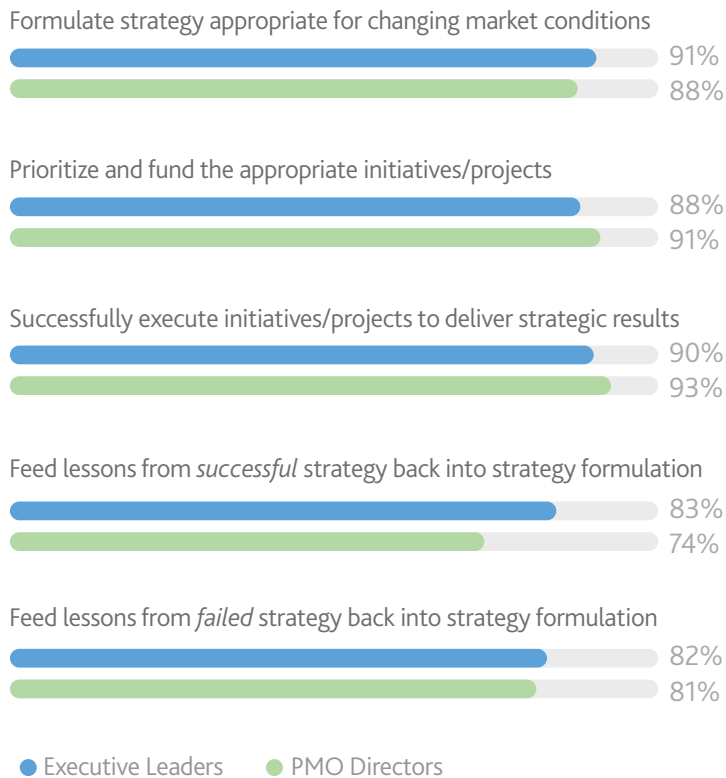 Formulate strategy appropriate for changing market conditions
91%
88%
Prioritize and fund the appropriate initiatives/projects
88%
91%
Successfully execute initiatives/projects to deliver strategic results
90%
93%
Feed lessons from successful strategy back into strategy formulation
83%
74%
Feed lessons from failed strategy back into strategy formulation
82%
81%
Executive Leaders PMO Directors